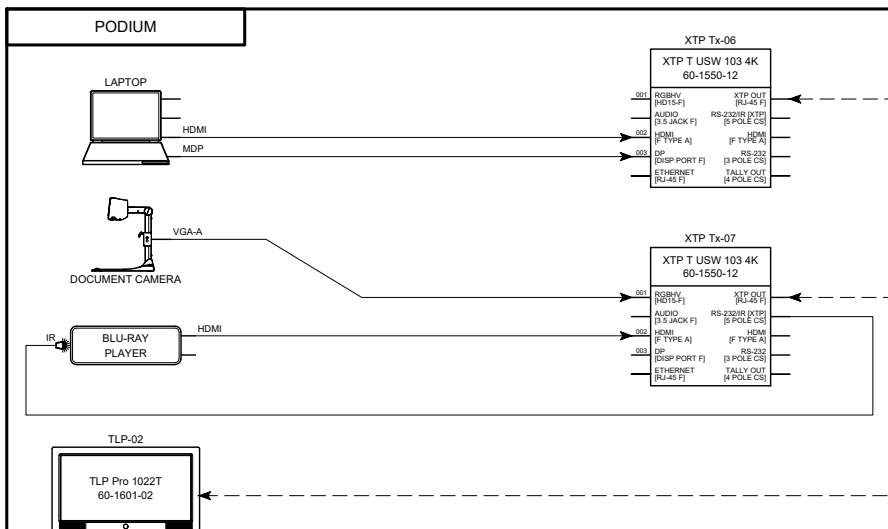 PODIUM
XTP Tx-06
XTP T USW 103 4K
60-1550-12
LAPTOP
HDMI
MDP
001 RGBHV XTP OUT
[HD15-F] [RJ-45 F]
AUDIO RS-232/IR [XTP]
[3.5 JACK F] [5 POLE CS]
002 HDMI HDMI
[F TYPE A] [F TYPE A]
003 DP RS-232
[DISP PORT F] [3 POLE CS]
ETHERNET TALLY OUT
[RJ-45 F] [4 POLE CS]
VGA-A
DOCUMENT CAMERA
XTP Tx-07
XTP T USW 103 4K
60-1550-12
001 RGBHV XTP OUT
[HD15-F] [RJ-45 F]
AUDIO RS-232/IR [XTP]
[3.5 JACK F] [5 POLE CS]
002 HDMI HDMI
[F TYPE A] [F TYPE A]
003 DP RS-232
[DISP PORT F] [3 POLE CS]
ETHERNET TALLY OUT
[RJ-45 F] [4 POLE CS]
IR
BLU-RAY
PLAYER
HDMI
TLP-02
TLP Pro 1022T
60-1601-02